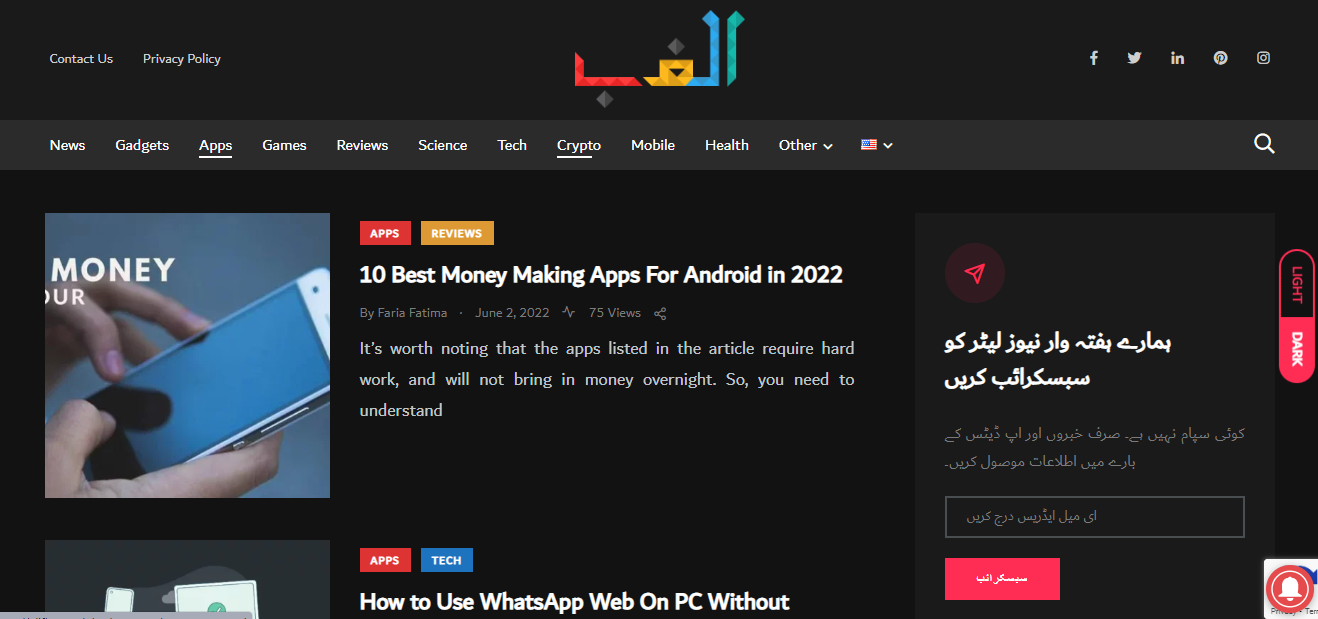 Contact Us
Privacy Policy
الف ب
News
Gadgets
Apps
Games
Reviews
Science
Tech
Crypto
Mobile
Health
Other
MONEY
OUR
APPS
REVIEWS
10 Best Money Making Apps For Android in 2022
By Faria Fatima · June 2, 2022 75 Views
It's worth noting that the apps listed in the article require hard
work, and will not bring in money overnight. So, you need to
understand
APPS
TECH
How to Use WhatsApp Web On PC Without
ہمارے ہفتہ وار نیوز لیٹر کو
سبسکرائب کریں
کوئی سپام نہیں ہے۔ صرف خبروں اور اپ ڈیٹس کے
بارے میں اطلاعات موصول کریں۔
ای میل ایڈریس درج کریں
سبسکرائب
LIGHT
DARK